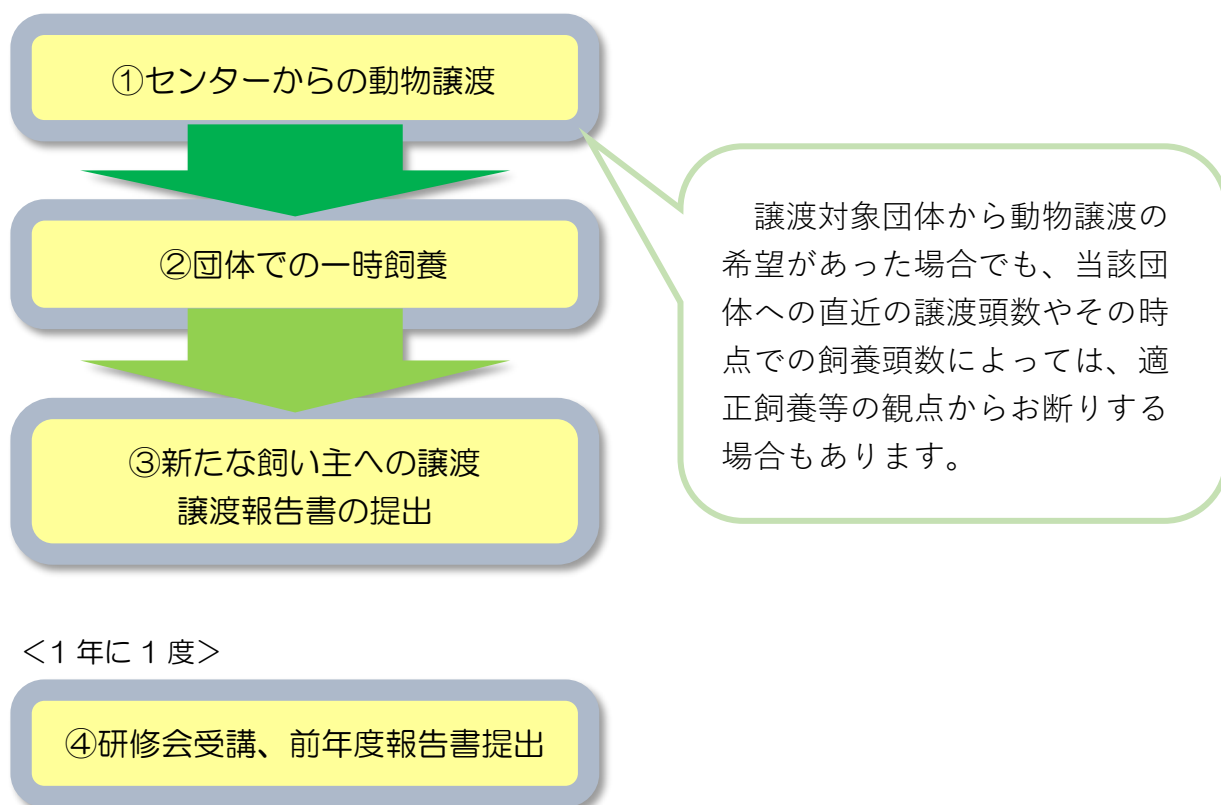 ①センターからの動物譲渡
②団体での一時飼養
③新たな飼い主への譲渡
譲渡報告書の提出
譲渡対象団体から動物譲渡の
希望があった場合でも、当該団
体への直近の譲渡頭数やその時
点での飼養頭数によっては、適
正飼養等の観点からお断りする
場合もあります。
＜1 年に 1 度＞
④研修会受講、前年度報告書提出